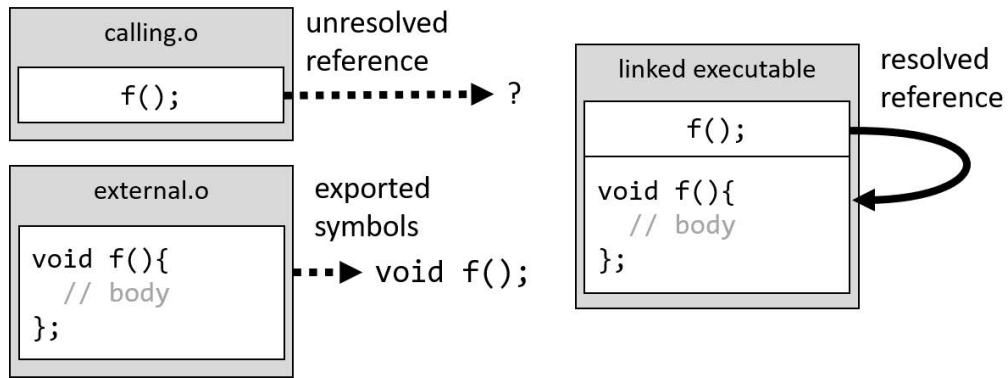 calling.o
f();
unresolved
reference
?
external.o
void f(){
// body
};
exported
symbols
void f();
linked executable
f();
void f(){
// body
};
resolved
reference